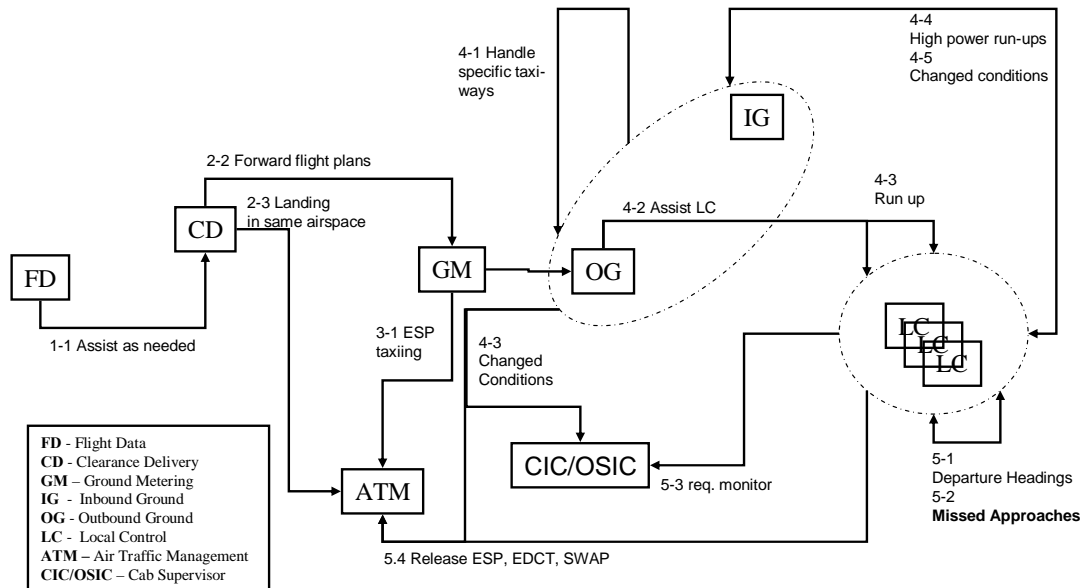 4-4
High power run-ups
4-5
Changed conditions
4-1 Handle
specific taxi-
ways
IG
2-2 Forward flight plans
2-3 Landing
in same airspace
4-3
Run up
4-2 Assist LC
CD
GM
OG
FD
1-1 Assist as needed
3-1 ESP
taxiing
4-3
Changed
Conditions
LC
LC
LC
CIC/OSIC
5-3 req. monitor
5-1
Departure Headings
5-2
Missed Approaches
ATM
5.4 Release ESP, EDCT, SWAP
FD - Flight Data
CD - Clearance Delivery
GM – Ground Metering
IG - Inbound Ground
OG - Outbound Ground
LC - Local Control
ATM – Air Traffic Management
CIC/OSIC – Cab Supervisor